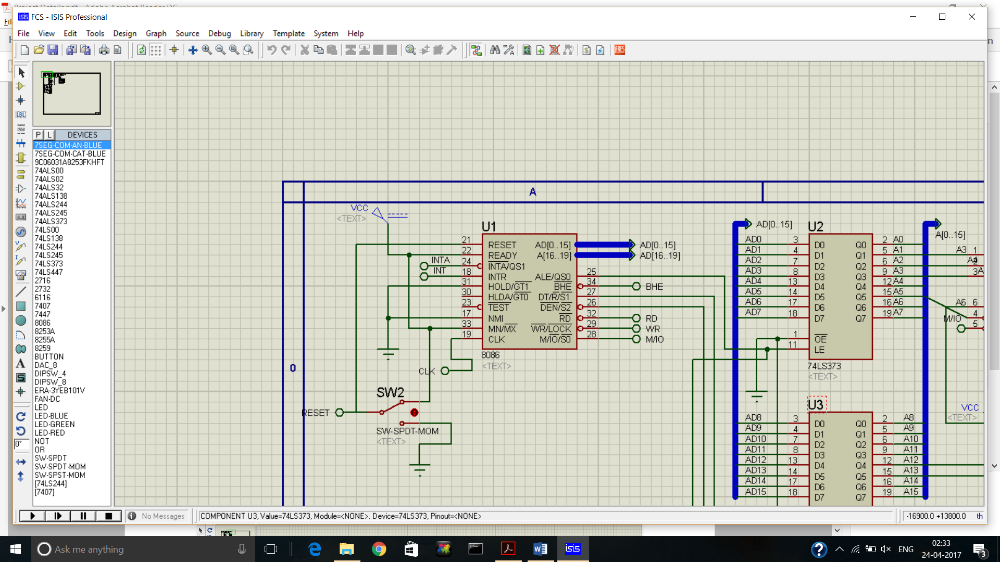 FCS - ISIS Professional
File View Edit Tools Design Graph Source Debug Library Template System Help
P L DEVICES
7SEG-COM-AN-BLUE
7SEG-COM-CAT-BLUE
9C06031A8253FKHFT
74ALS00
74ALS02
74ALS32
74ALS138
74ALS244
74ALS245
74ALS373
74LS00
74LS138
74LS244
74LS245
74LS373
74LS447
2716
2732
6116
7407
7447
8086
8253A
8255A
8259
BUTTON
DAC_8
DIPSW_4
DIPSW_8
ERA-3YEB101V
FAN-DC
LED
LED-BLUE
LED-GREEN
LED-RED
NOT
OR
SW-SPDT
SW-SPDT-MOM
SW-SPST-MOM
[74LS244]
[7407]
LBL
A
S
0°
ARES
A
0
VCC
<TEXT>
U1
21 RESET AD[0..15] AD[0..15]
22 READY A[16..19] AD[16..19]
INTA 24 INTA/QS1
INT 18 INTR ALE/QS0 25
31 HOLD/GT1 BHE 34 BHE
30 HLDA/GT0 DT/R/S1 27
23 TEST DEN/S2 26
17 NMI RD 32 RD
33 MN/MX WR/LOCK 29 WR
19 CLK M/IO/S0 28 M/IO
8086
<TEXT>
CLK
SW2
RESET
SW-SPDT-MOM
<TEXT>
AD[0..15]
U2
A[0..15]
AD0 3 D0 Q0 2 A0
AD1 4 D1 Q1 5 A1
AD2 7 D2 Q2 6 A2
AD3 8 D3 Q3 9 A3
AD4 13 D4 Q4 12 A4
AD5 14 D5 Q5 15 A5
AD6 17 D6 Q6 16 A6
AD7 18 D7 Q7 19 A7
1 OE
11 LE
74LS373
<TEXT>
A3 1
3
A6 6
M/IO 4
5
VCC
<TEXT>
U3
AD8 3 D0 Q0 2 A8
AD9 4 D1 Q1 5 A9
AD10 7 D2 Q2 6 A10
AD11 8 D3 Q3 9 A11
AD12 13 D4 Q4 12 A12
AD13 14 D5 Q5 15 A13
AD14 17 D6 Q6 16 A14
AD15 18 D7 Q7 19 A15
No Messages
COMPONENT U3, Value=74LS373, Module=<NONE>. Device=74LS373, Pinout=<NONE>
-16900.0 +13800.0 th
Ask me anything
isis
ENG
02:33
24-04-2017
3